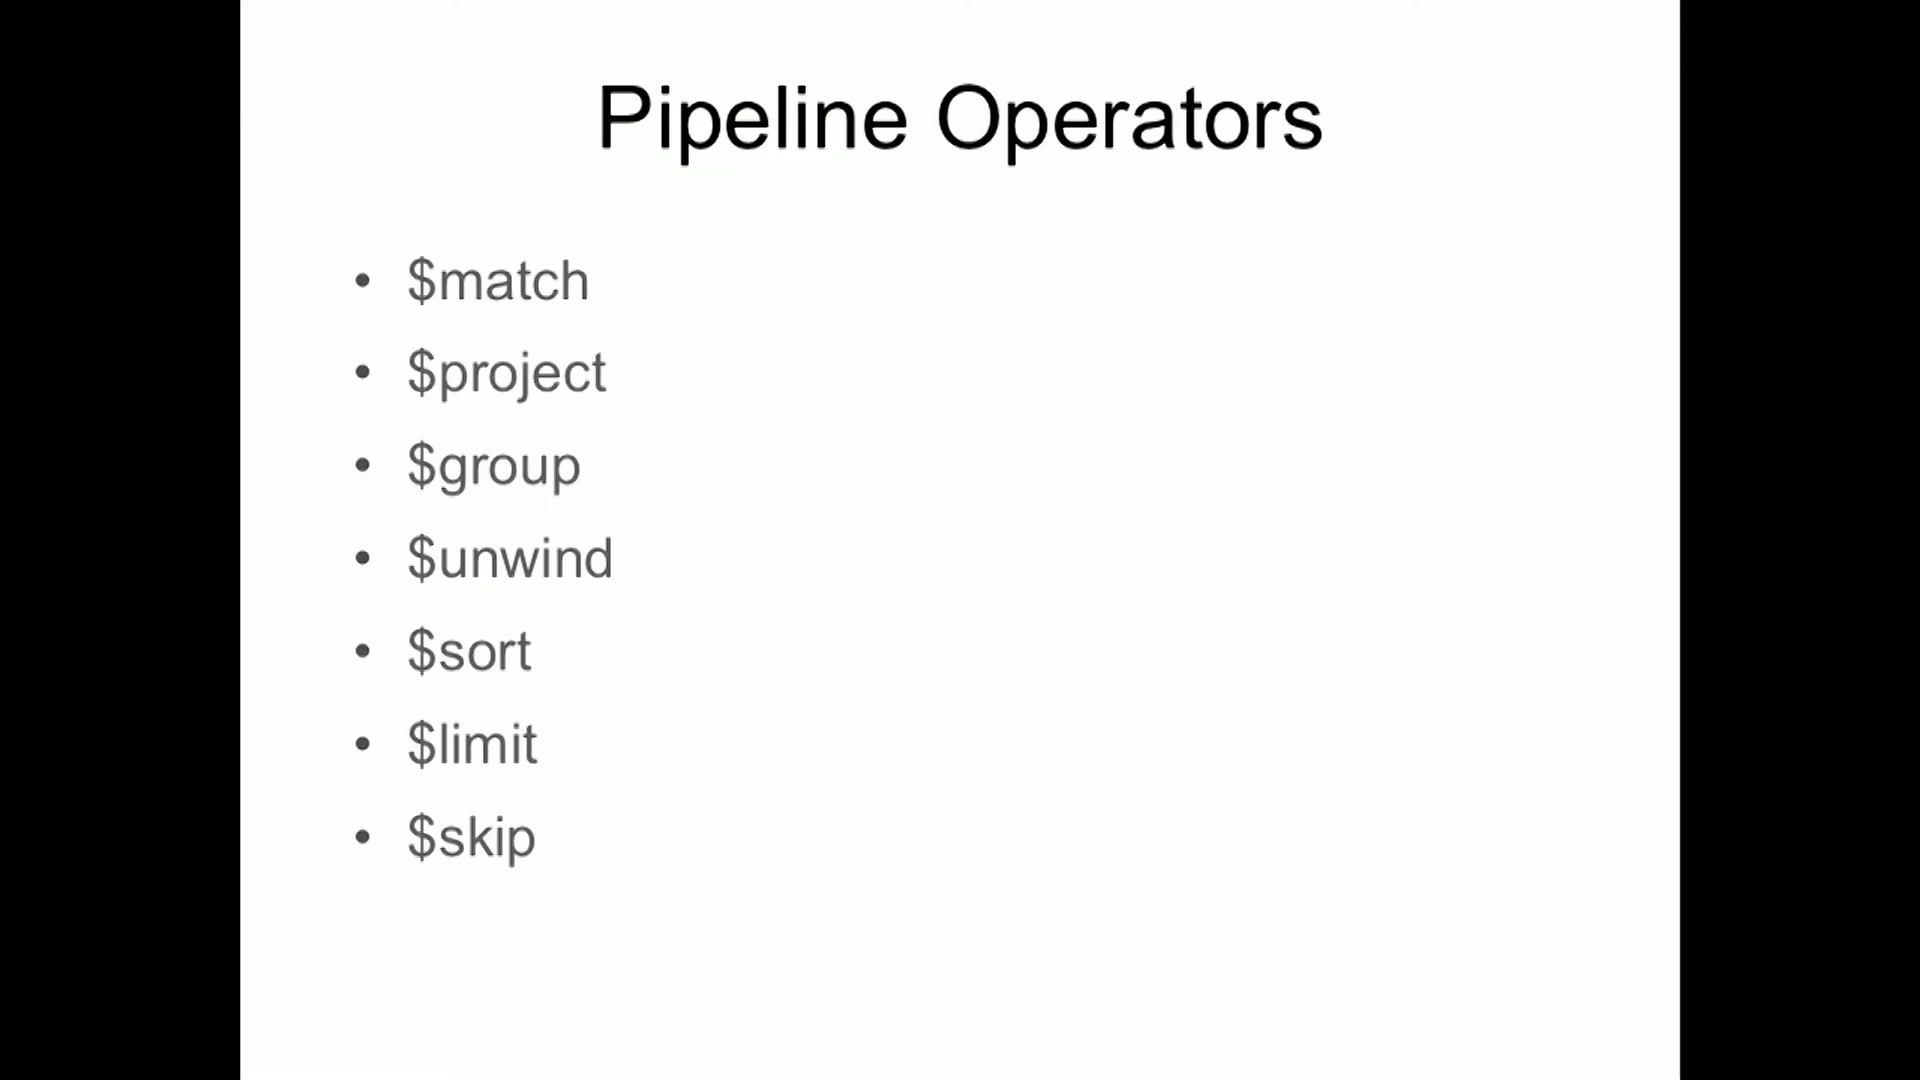 Pipeline Operators
• $match
• $project
• $group
• $unwind
• $sort
• $limit
• $skip